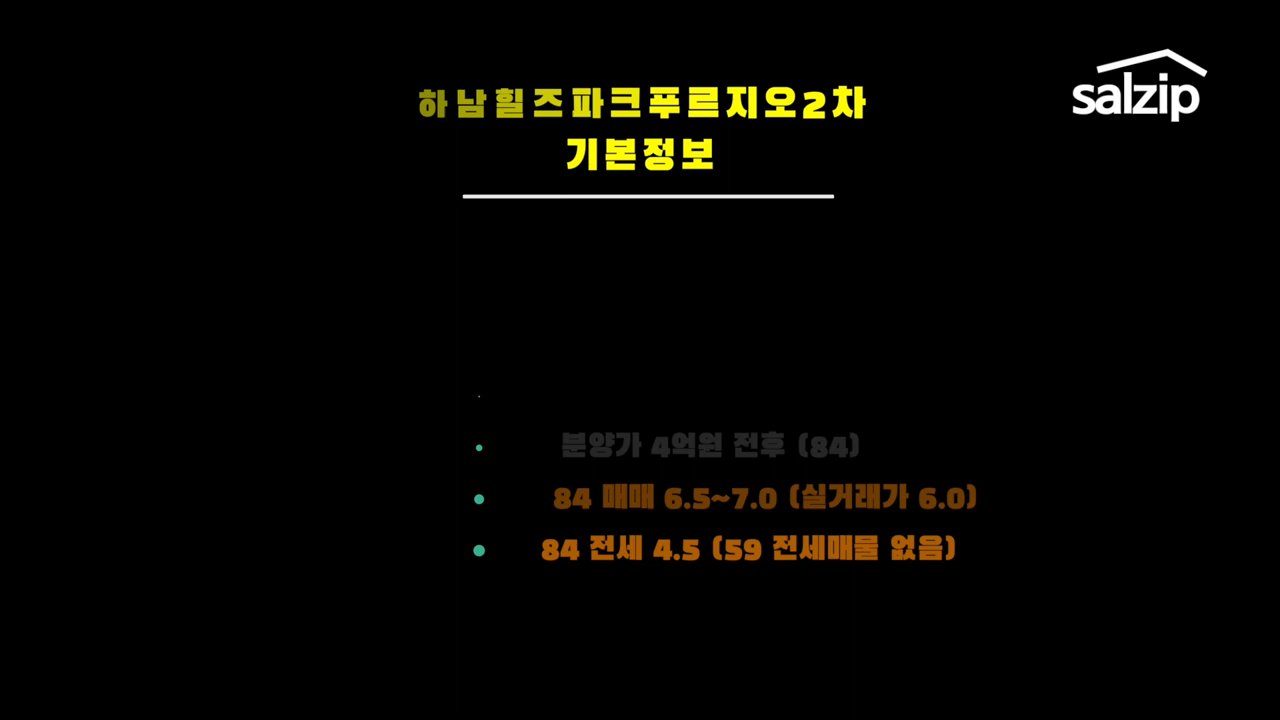 salzip
하남힐즈파크푸르지오2차
기본정보
분양가 4억원 전후 (84)
84 매매 6.5~7.0 (실거래가 6.0)
84 전세 4.5 (59 전세매물 없음)